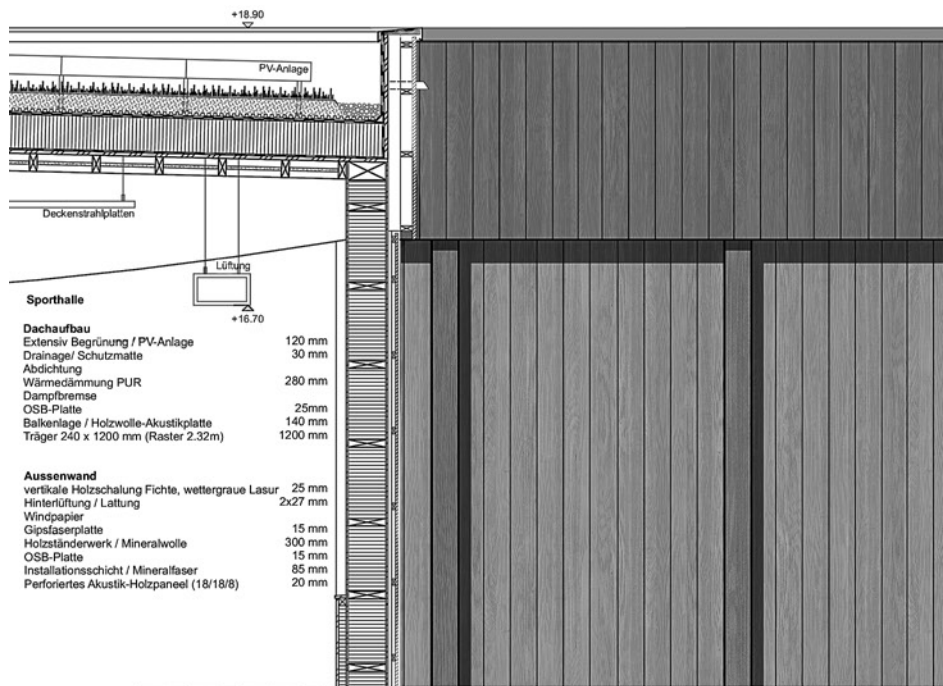 +18.90
PV-Anlage
Deckenstrahlplatten
Lüftung
+16.70
Sporthalle
Dachaufbau
Extensiv Begrünung / PV-Anlage 120 mm
Drainage/ Schutzmatte 30 mm
Abdichtung
Wärmedämmung PUR 280 mm
Dampfbremse
OSB-Platte 25mm
Balkenlage / Holzwolle-Akustikplatte 140 mm
Träger 240 x 1200 mm (Raster 2.32m) 1200 mm
Aussenwand
vertikale Holzschalung Fichte, wettergraue Lasur 25 mm
Hinterlüftung / Lattung 2x27 mm
Windpapier
Gipsfaserplatte 15 mm
Holzständerwerk / Mineralwolle 300 mm
OSB-Platte 15 mm
Installationsschicht / Mineralfaser 85 mm
Perforiertes Akustik-Holzpaneel (18/18/8) 20 mm